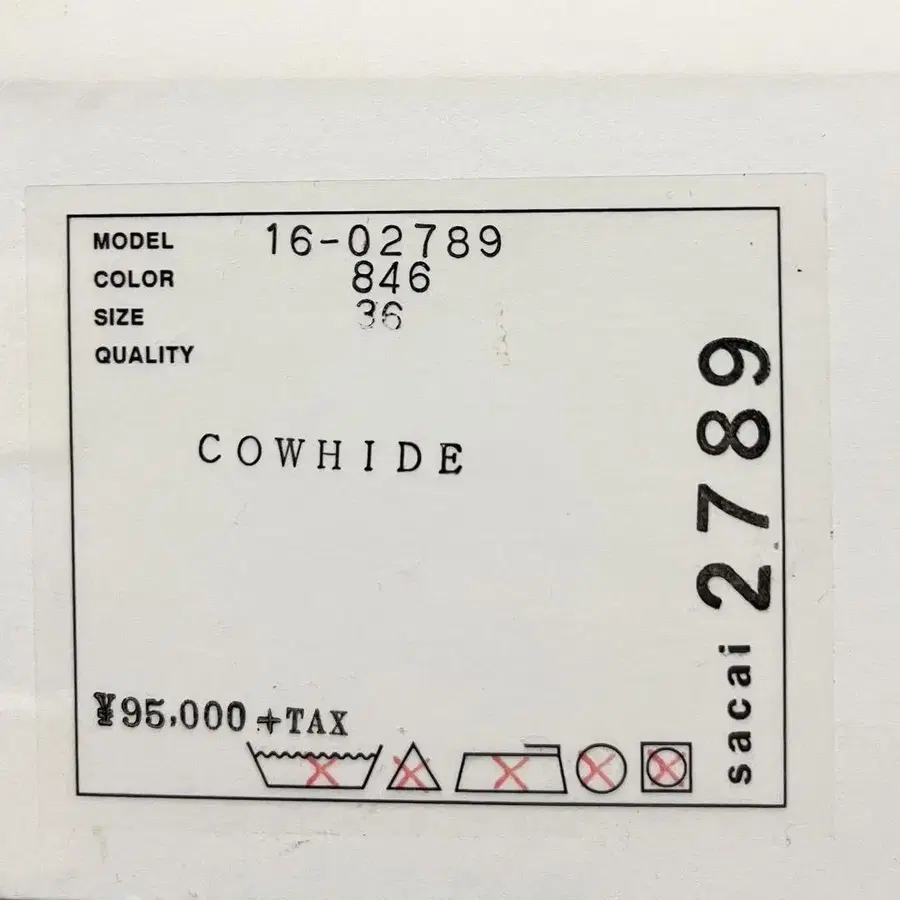 MODEL 16-02789
COLOR 846
SIZE 36
QUALITY
COWHIDE
¥95,000 +TAX
sacai 2789